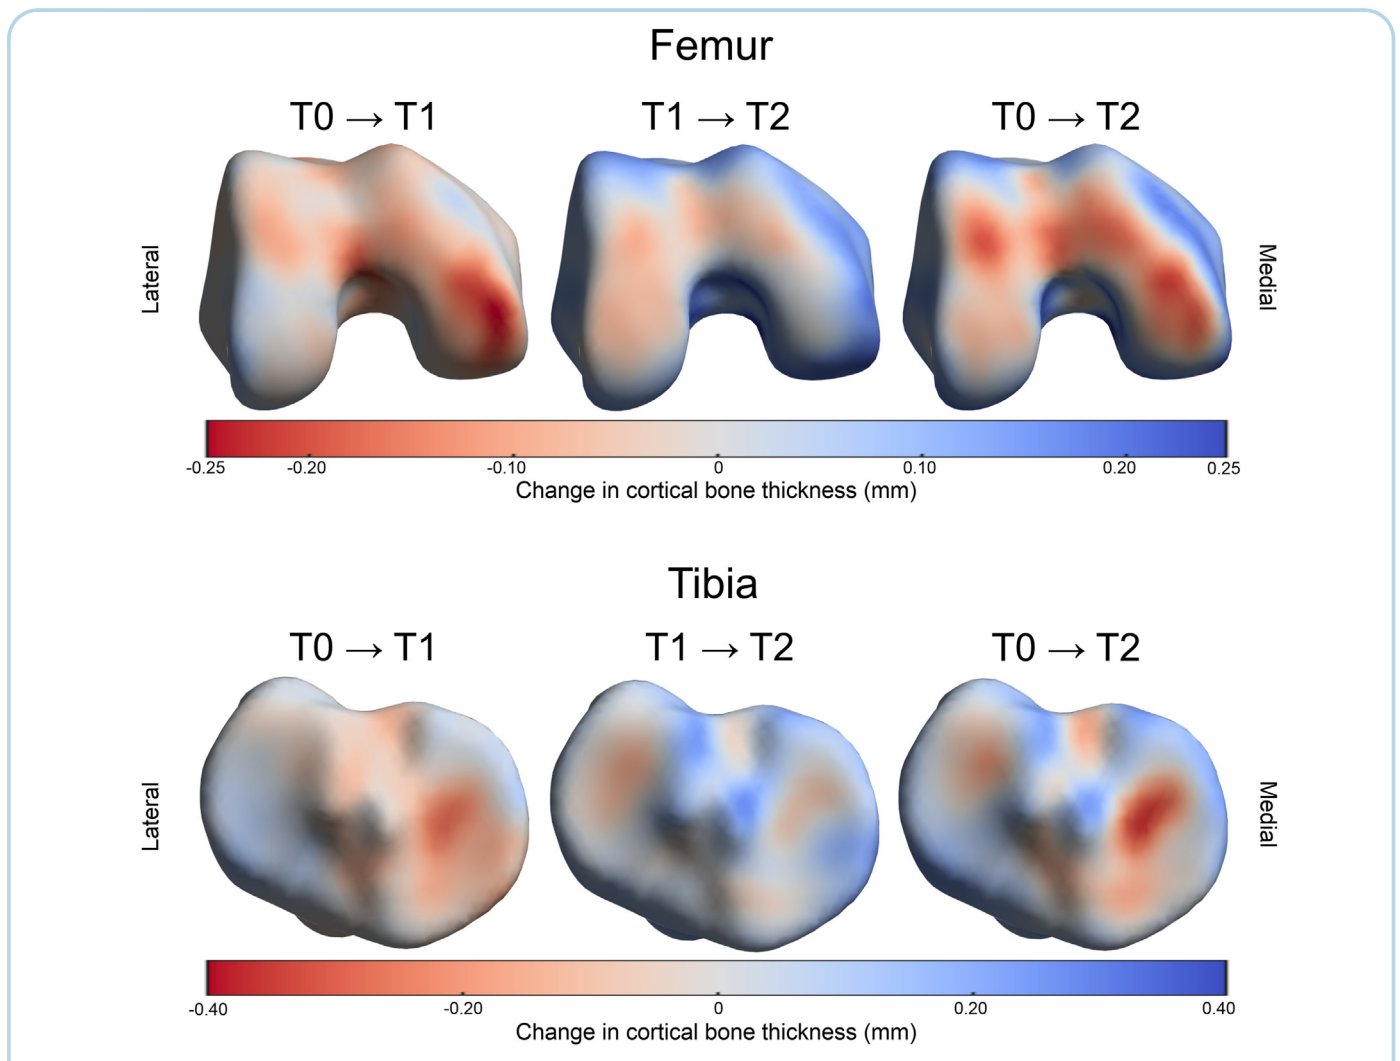 Femur
T0 → T1
T1 → T2
T0 → T2
Lateral
Medial
-0.25
-0.20
-0.10
0
0.10
0.20
0.25
Change in cortical bone thickness (mm)
Tibia
T0 → T1
T1 → T2
T0 → T2
Lateral
Medial
-0.40
-0.20
0
0.20
0.40
Change in cortical bone thickness (mm)